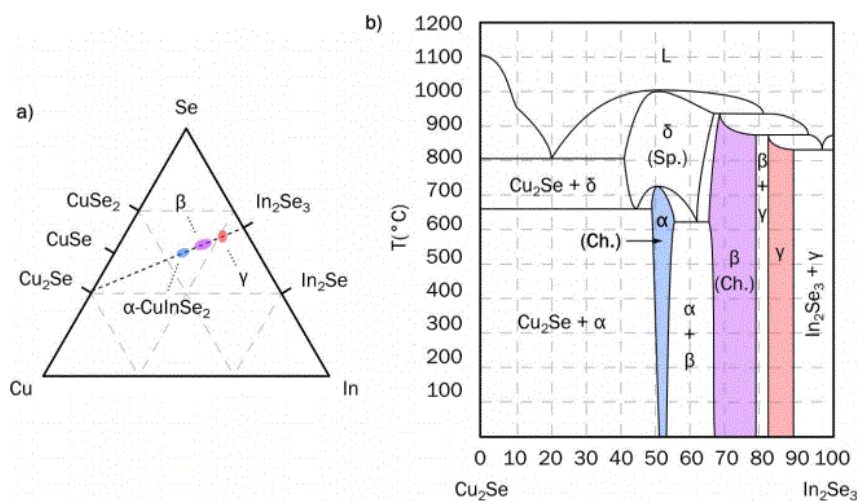 a)
Se
CuSe₂
CuSe
Cu₂Se
β
In₂Se₃
In₂Se
γ
α-CuInSe₂
Cu
In
b)
T(°C)
1200
1100
1000
900
800
700
600
500
400
300
200
100
L
δ
(Sp.)
Cu₂Se + δ
α
(Ch.)
β
(Ch.)
β + γ
γ
Cu₂Se + α
α
+
β
In₂Se₃ + γ
0 10 20 30 40 50 60 70 80 90 100
Cu₂Se
In₂Se₃